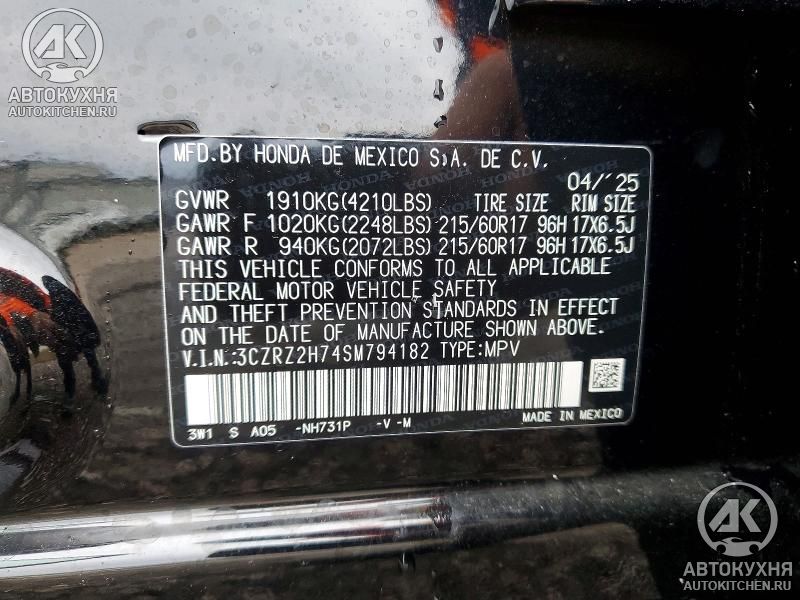 AK
АВТОКУХНЯ
AUTOKITCHEN.RU
MFD.BY HONDA DE MEXICO S.A. DE C.V.
04/'25
GVWR 1910KG(4210LBS) TIRE SIZE RIM SIZE
GAWR F 1020KG(2248LBS) 215/60R17 96H 17X6.5J
GAWR R 940KG(2072LBS) 215/60R17 96H 17X6.5J
THIS VEHICLE CONFORMS TO ALL APPLICABLE
FEDERAL MOTOR VEHICLE SAFETY
AND THEFT PREVENTION STANDARDS IN EFFECT
ON THE DATE OF MANUFACTURE SHOWN ABOVE.
V.I.N.:3CZRZ2H74SM794182 TYPE:MPV
3W1 S A05 -NH731P -V -M MADE IN MEXICO
AK
АВТОКУХНЯ
AUTOKITCHEN.RU